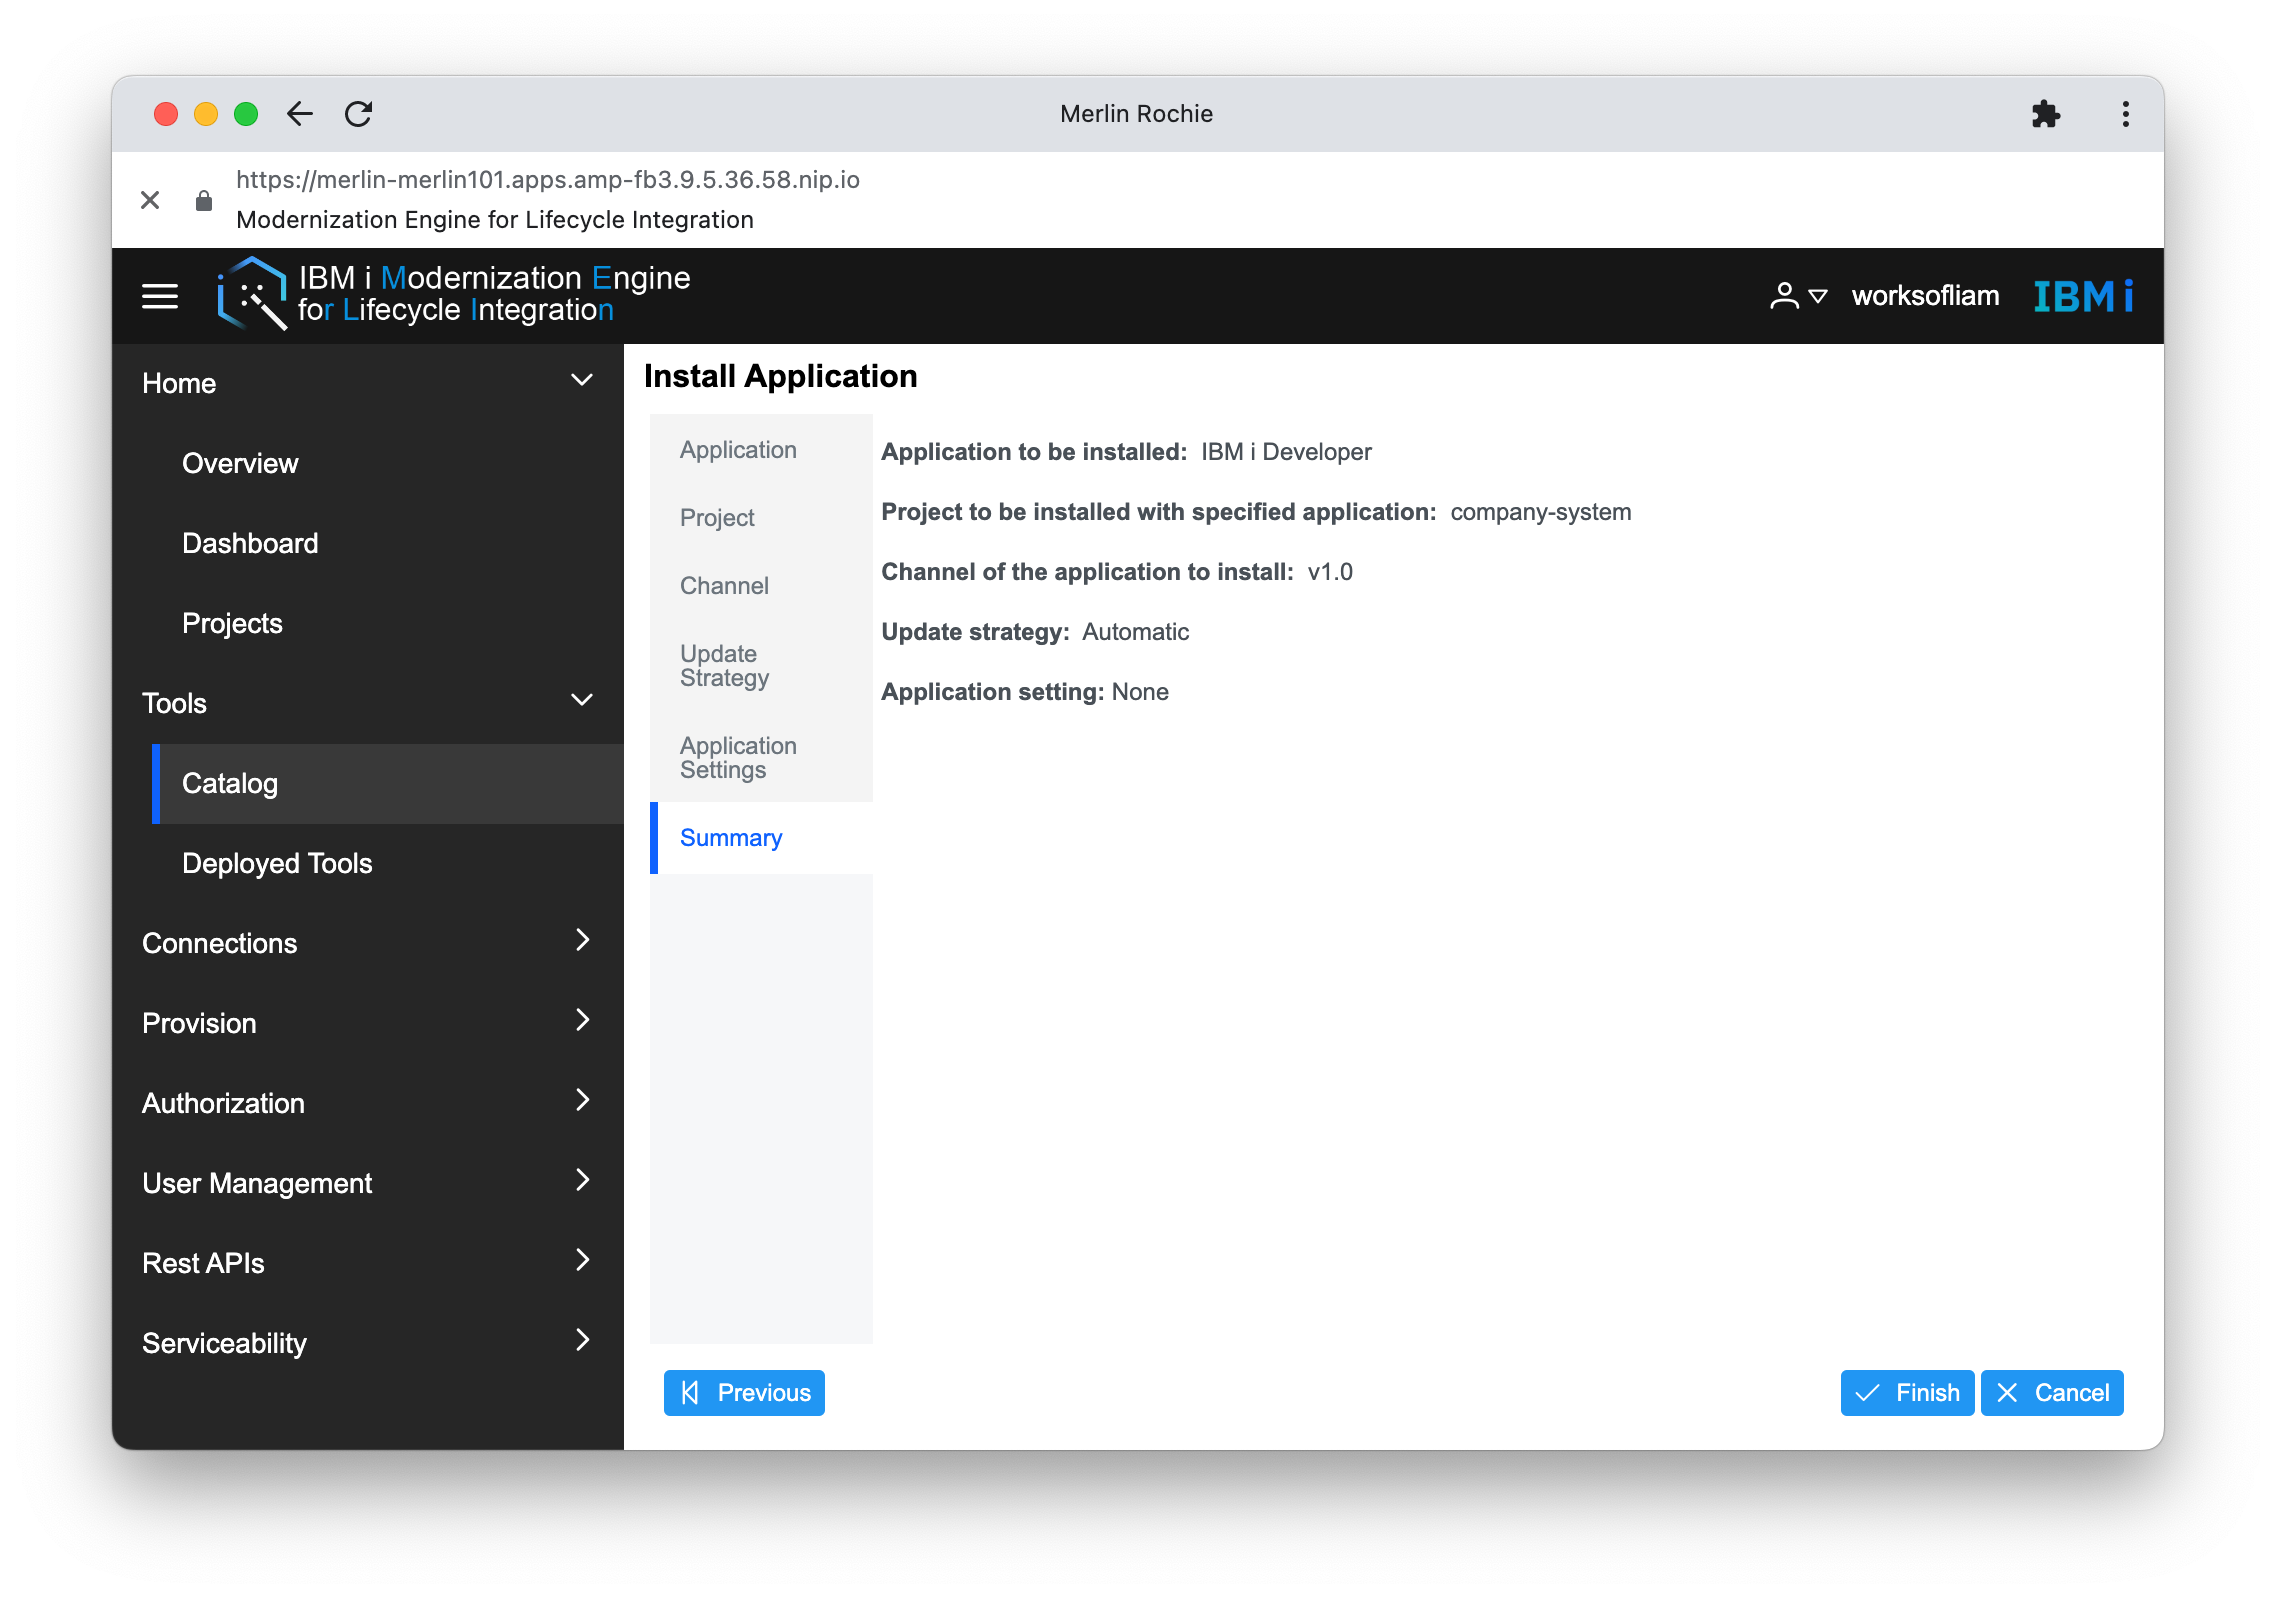 Merlin Rochie
https://merlin-merlin101.apps.amp-fb3.9.5.36.58.nip.io
Modernization Engine for Lifecycle Integration
IBM i Modernization Engine
for Lifecycle Integration
worksofliam
IBM i
Home
Overview
Dashboard
Projects
Tools
Catalog
Deployed Tools
Connections
Provision
Authorization
User Management
Rest APIs
Serviceability
Install Application
Application
Project
Channel
Update
Strategy
Application
Settings
Summary
Application to be installed: IBM i Developer
Project to be installed with specified application: company-system
Channel of the application to install: v1.0
Update strategy: Automatic
Application setting: None
Previous
Finish
Cancel